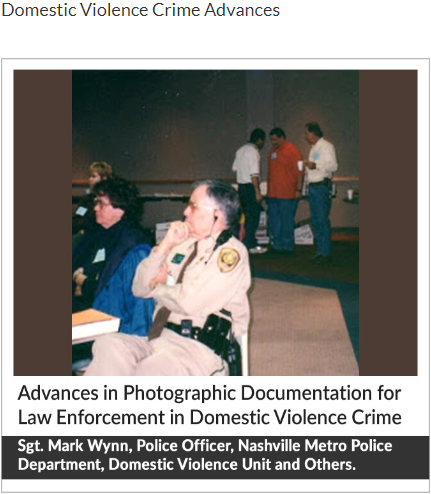 Domestic Violence Crime Advances
Advances in Photographic Documentation for
Law Enforcement in Domestic Violence Crime
Sgt. Mark Wynn, Police Officer, Nashville Metro Police
Department, Domestic Violence Unit and Others.